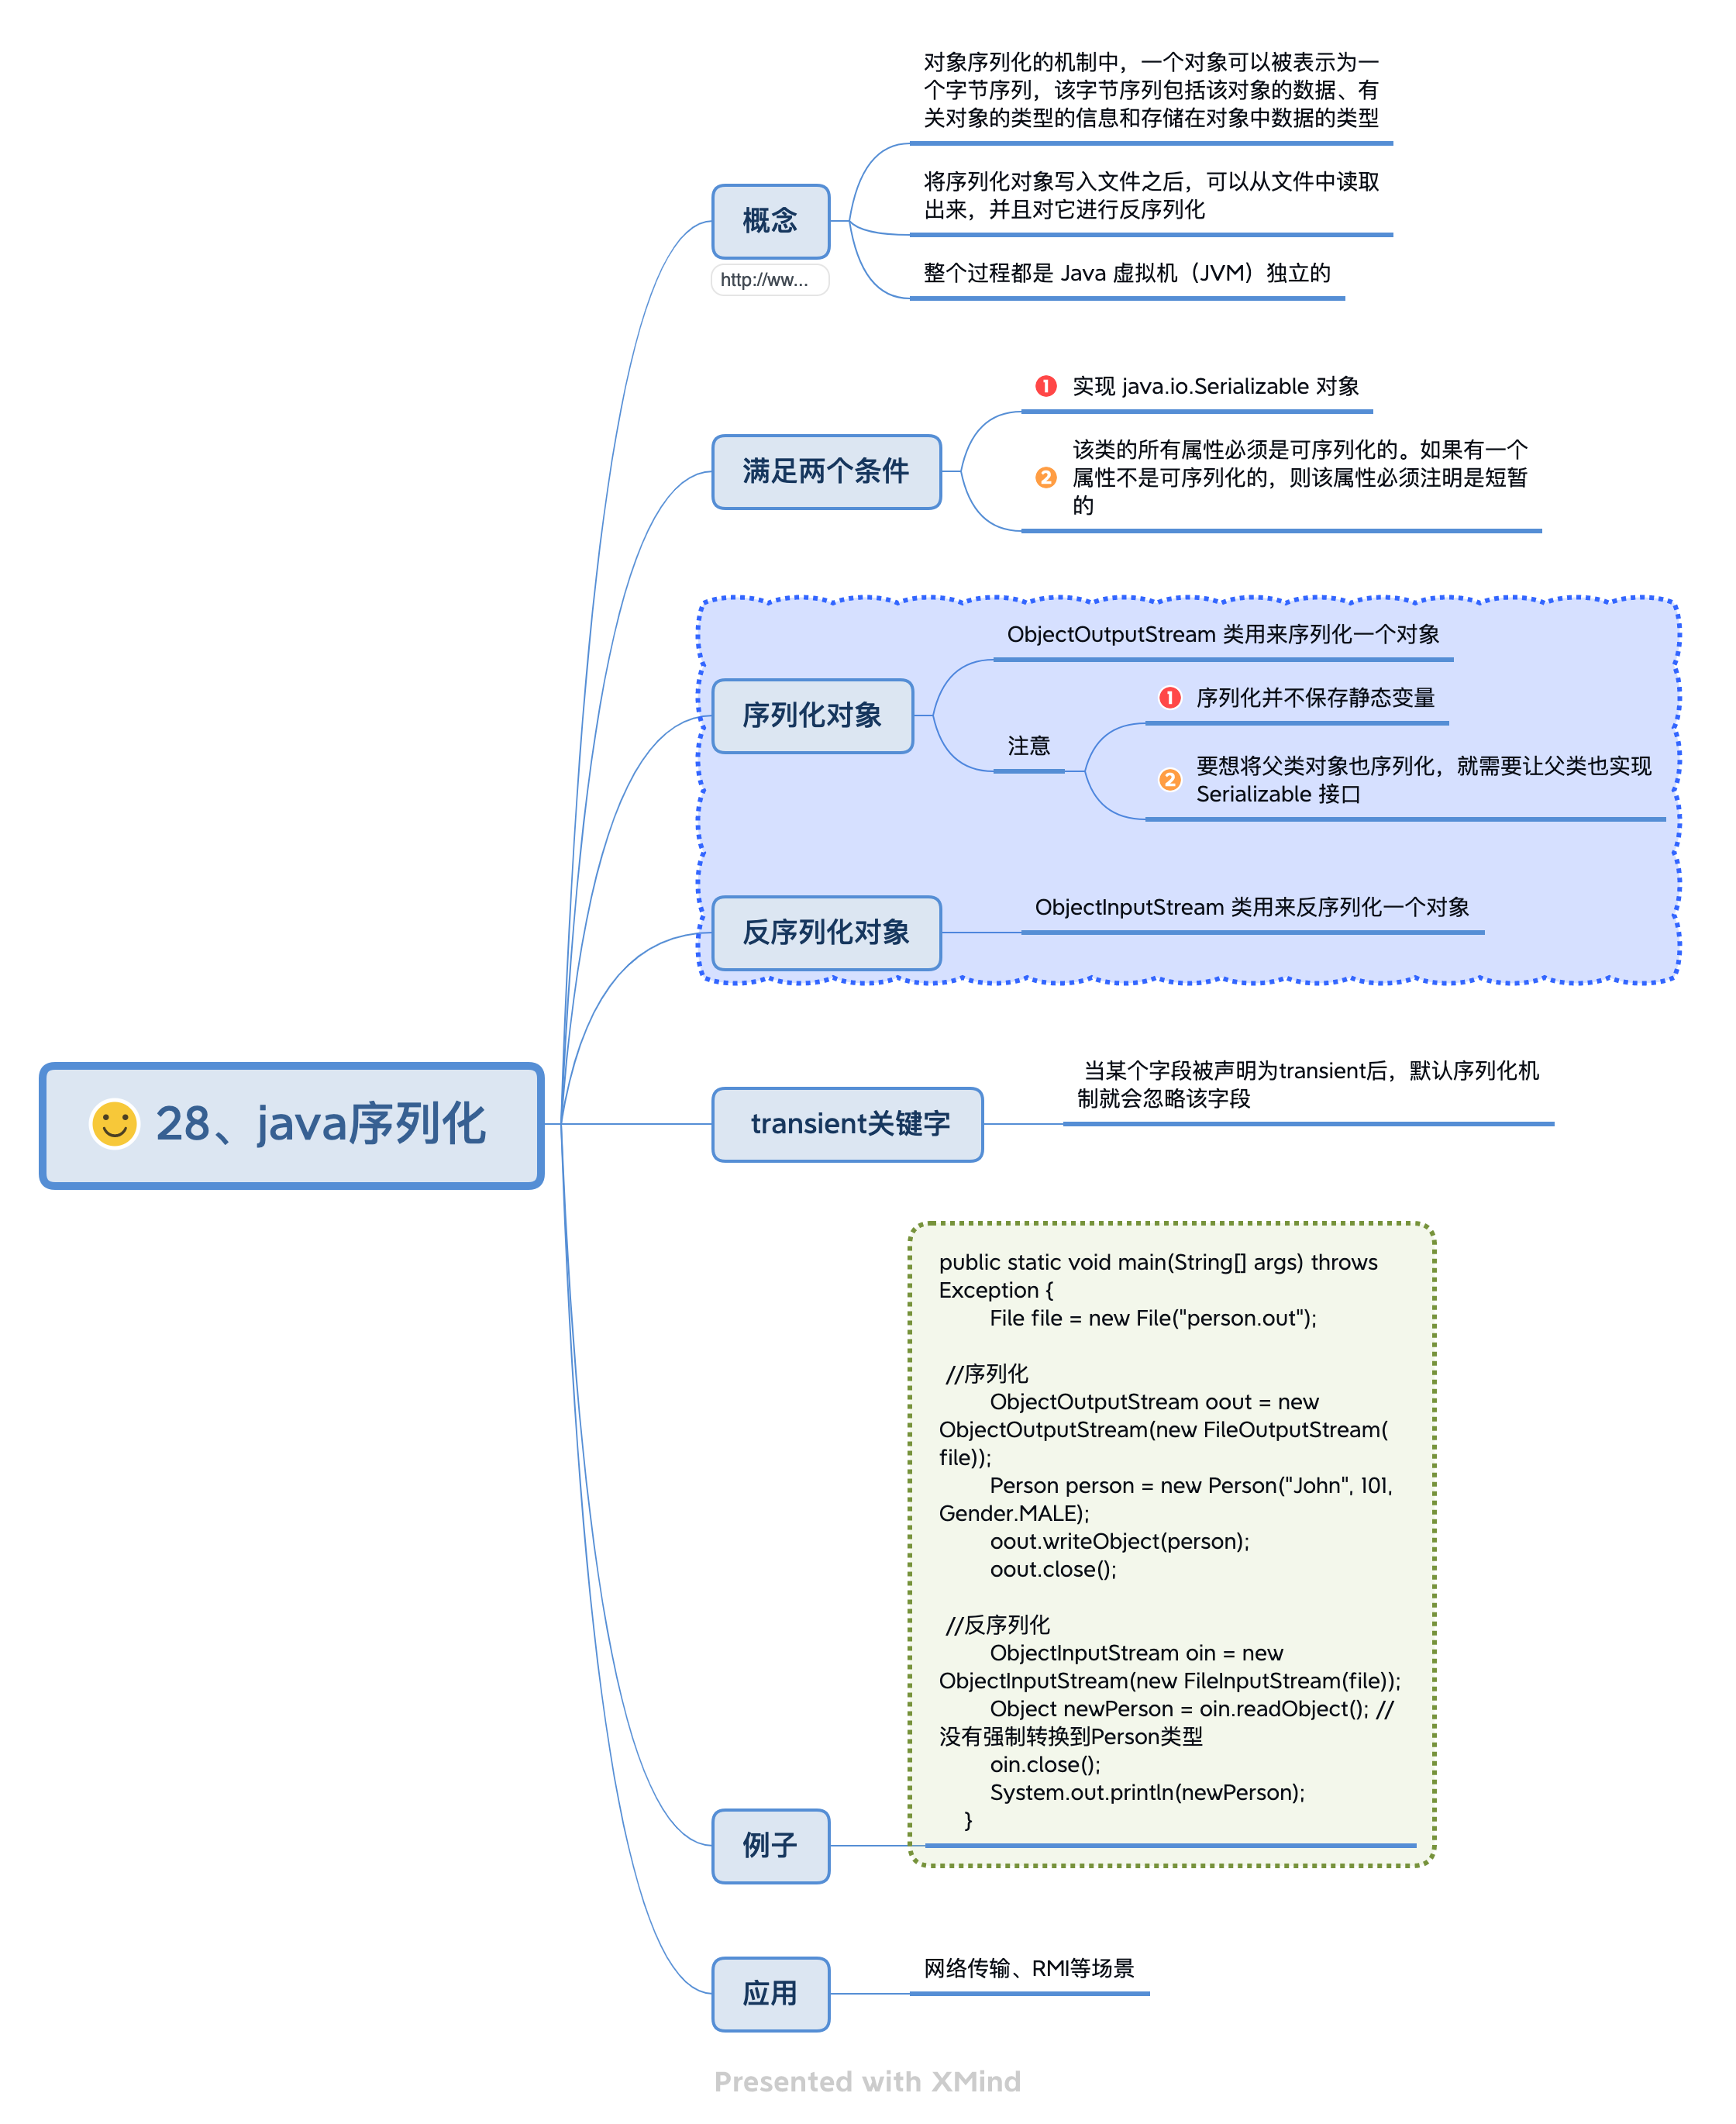 对象序列化的机制中，一个对象可以被表示为一
个字节序列，该字节序列包括该对象的数据、有
关对象的类型的信息和存储在对象中数据的类型
概念
http://ww...
将序列化对象写入文件之后，可以从文件中读取
出来，并且对它进行反序列化
整个过程都是 Java 虚拟机（JVM）独立的
满足两个条件
1 实现 java.io.Serializable 对象
2 该类的所有属性必须是可序列化的。如果有一个
属性不是可序列化的，则该属性必须注明是短暂
的
序列化对象
ObjectOutputStream 类用来序列化一个对象
注意
1 序列化并不保存静态变量
2 要想将父类对象也序列化，就需要让父类也实现
Serializable 接口
反序列化对象
ObjectInputStream 类用来反序列化一个对象
28、java序列化
transient关键字
当某个字段被声明为transient后，默认序列化机
制就会忽略该字段
例子
public static void main(String[] args) throws
Exception {
File file = new File("person.out");
//序列化
ObjectOutputStream oout = new
ObjectOutputStream(new FileOutputStream(
file));
Person person = new Person("John", 101,
Gender.MALE);
oout.writeObject(person);
oout.close();
//反序列化
ObjectInputStream oin = new
ObjectInputStream(new FileInputStream(file));
Object newPerson = oin.readObject(); //
没有强制转换到Person类型
oin.close();
System.out.println(newPerson);
}
应用
网络传输、RMI等场景
Presented with XMind